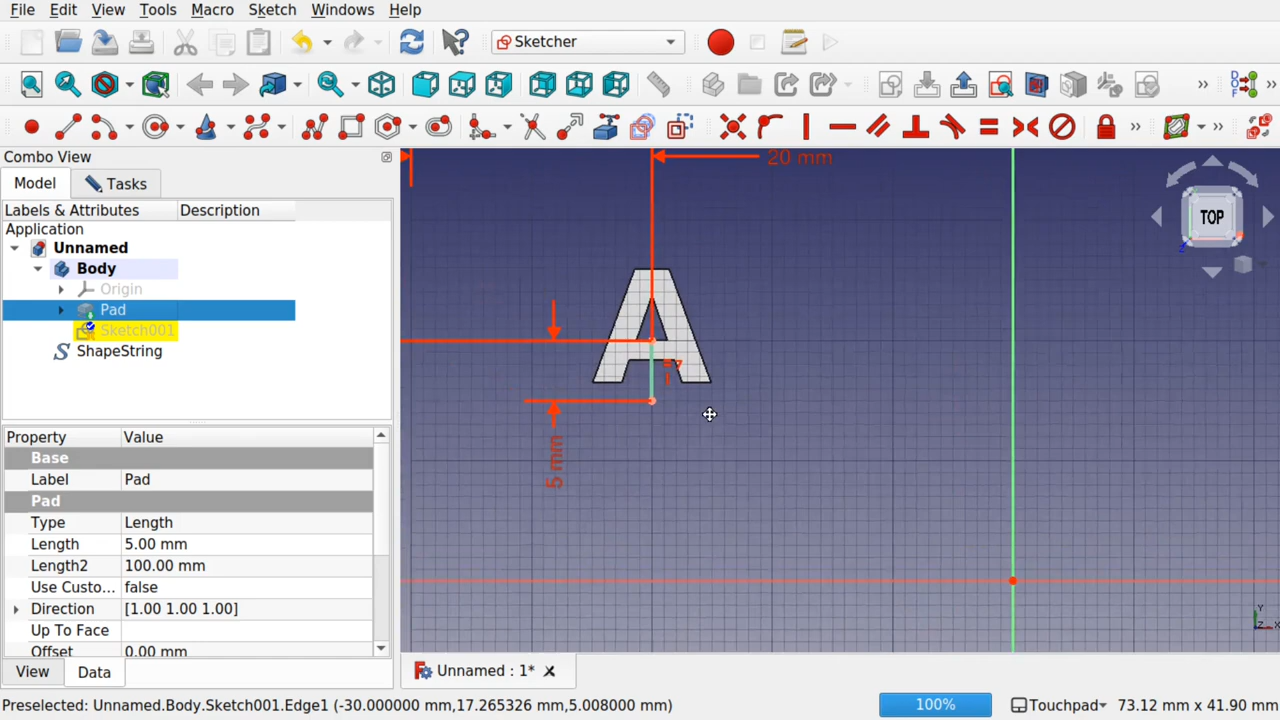 File Edit View Tools Macro Sketch Windows Help
Sketcher
Combo View
Model Tasks
Labels & Attributes Description
Application
Unnamed
Body
Origin
Pad
Sketch001
ShapeString
Property Value
Base
Label Pad
Pad
Type Length
Length 5.00 mm
Length2 100.00 mm
Use Custo... false
Direction [1.00 1.00 1.00]
Up To Face
Offset 0.00 mm
View Data
20 mm
A
5 mm
TOP
Z
Y
Z X
Unnamed : 1*
Preselected: Unnamed.Body.Sketch001.Edge1 (-30.000000 mm,17.265326 mm,5.008000 mm) 100% Touchpad 73.12 mm x 41.90 mm